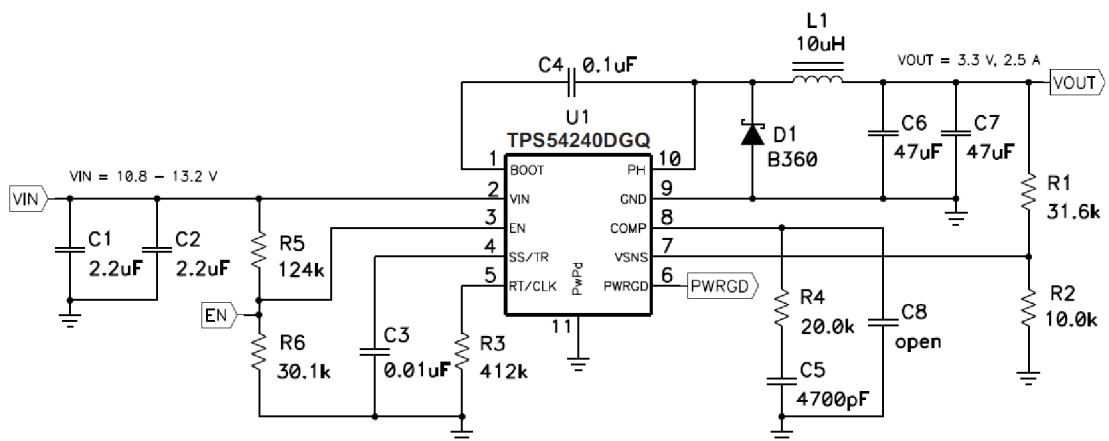 L1
10uH
VOUT = 3.3 V, 2.5 A
VOUT
C4 0.1uF
U1
TPS54240DGQ
D1
B360
C6
47uF
C7
47uF
R1
31.6k
VIN = 10.8 – 13.2 V
VIN
1 BOOT
2 VIN
3 EN
4 SS/TR
5 RT/CLK
PwPd
11
PH 10
GND 9
COMP 8
VSNS 7
PWRGD 6
PWRGD
C1
2.2uF
C2
2.2uF
R5
124k
EN
R6
30.1k
C3
0.01uF
R3
412k
R4
20.0k
C5
4700pF
C8
open
R2
10.0k